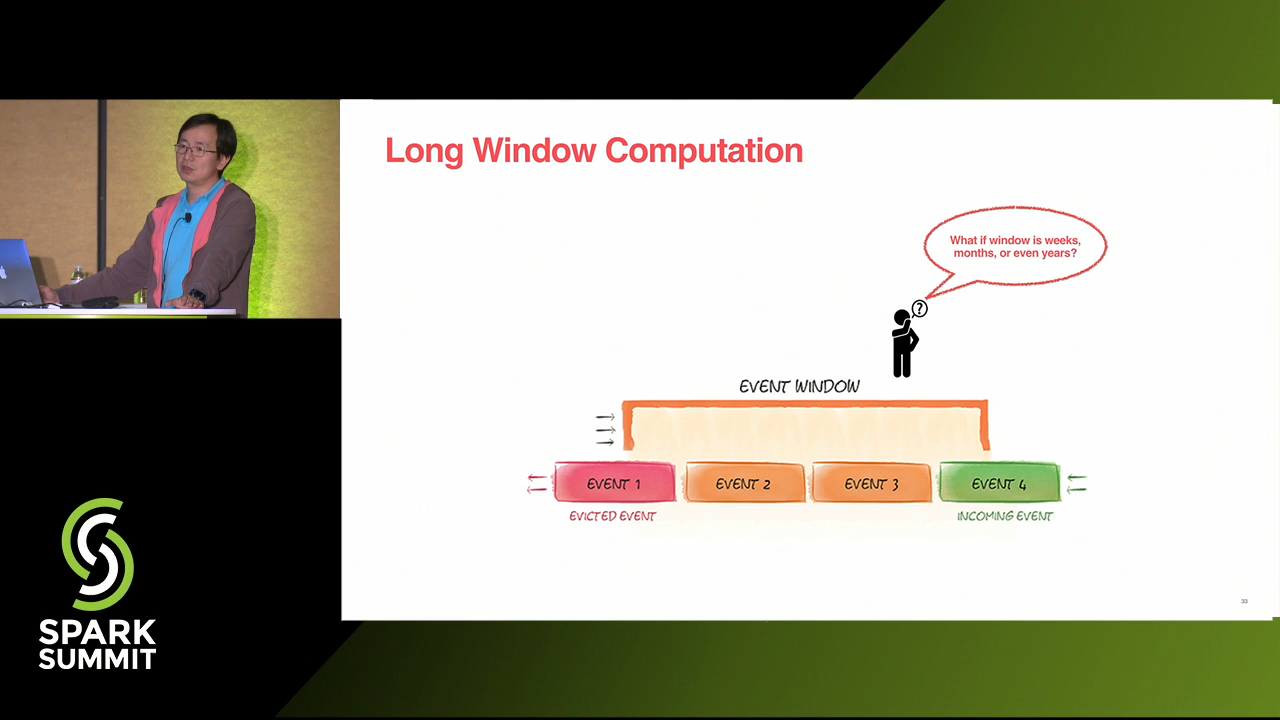 Long Window Computation
What if window is weeks,
months, or even years?
?
EVENT WINDOW
EVENT 1
EVENT 2
EVENT 3
EVENT 4
EVICTED EVENT
INCOMING EVENT
33
SPARK
SUMMIT